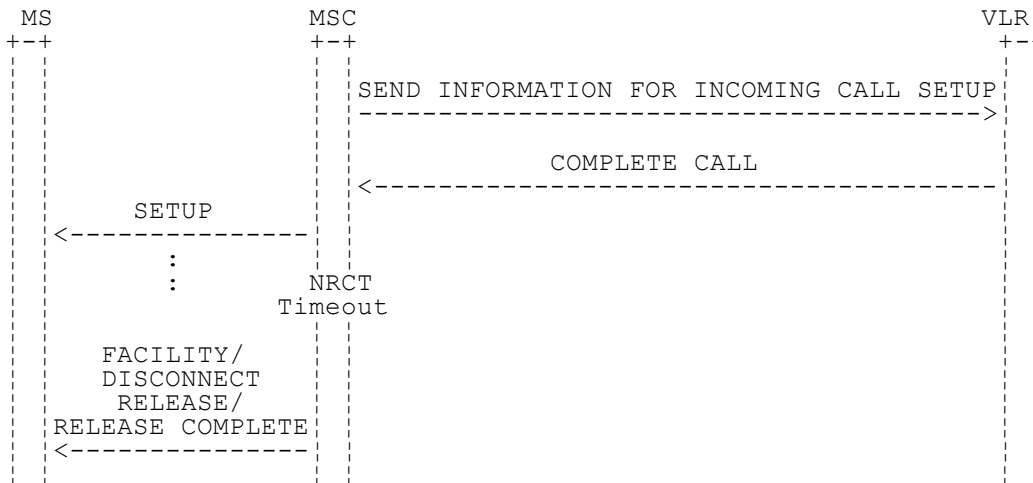 MS MSC VLR
SEND INFORMATION FOR INCOMING CALL SETUP
COMPLETE CALL
SETUP
:
: NRCT
Timeout
FACILITY/
DISCONNECT
RELEASE/
RELEASE COMPLETE